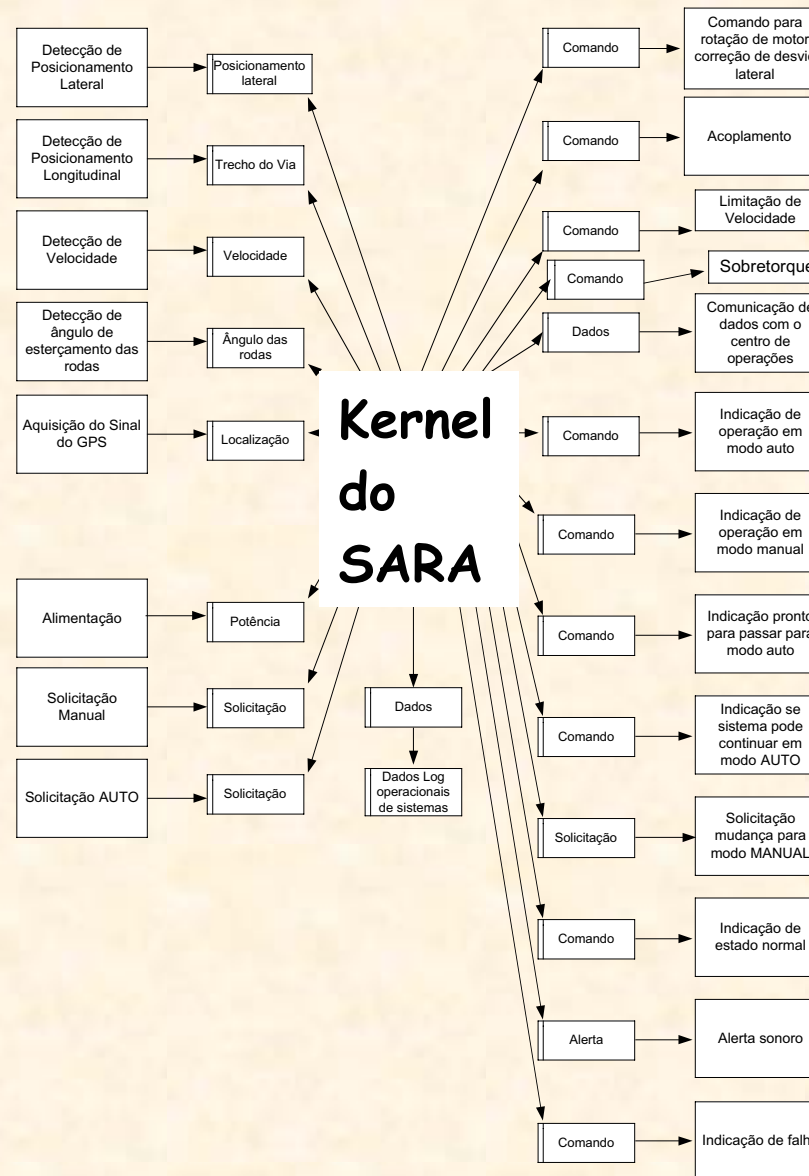 Detecção de
Posicionamento
Lateral
Posicionamento
lateral
Detecção de
Posicionamento
Longitudinal
Trecho do Via
Detecção de
Velocidade
Velocidade
Detecção de
ângulo de
esterçamento das
rodas
Ângulo das
rodas
Aquisição do Sinal
do GPS
Localização
Alimentação
Potência
Solicitação
Manual
Solicitação
Solicitação AUTO
Solicitação
Kernel
do
SARA
Dados
Dados Log
operacionais
de sistemas
Comando
Comando para
rotação de motor
correção de desvio
lateral
Comando
Acoplamento
Comando
Limitação de
Velocidade
Comando
Sobretorque
Dados
Comunicação de
dados com o
centro de
operações
Comando
Indicação de
operação em
modo auto
Comando
Indicação de
operação em
modo manual
Comando
Indicação pronto
para passar para
modo auto
Comando
Indicação se
sistema pode
continuar em
modo AUTO
Solicitação
Solicitação
mudança para
modo MANUAL
Comando
Indicação de
estado normal
Alerta
Alerta sonoro
Comando
Indicação de falh